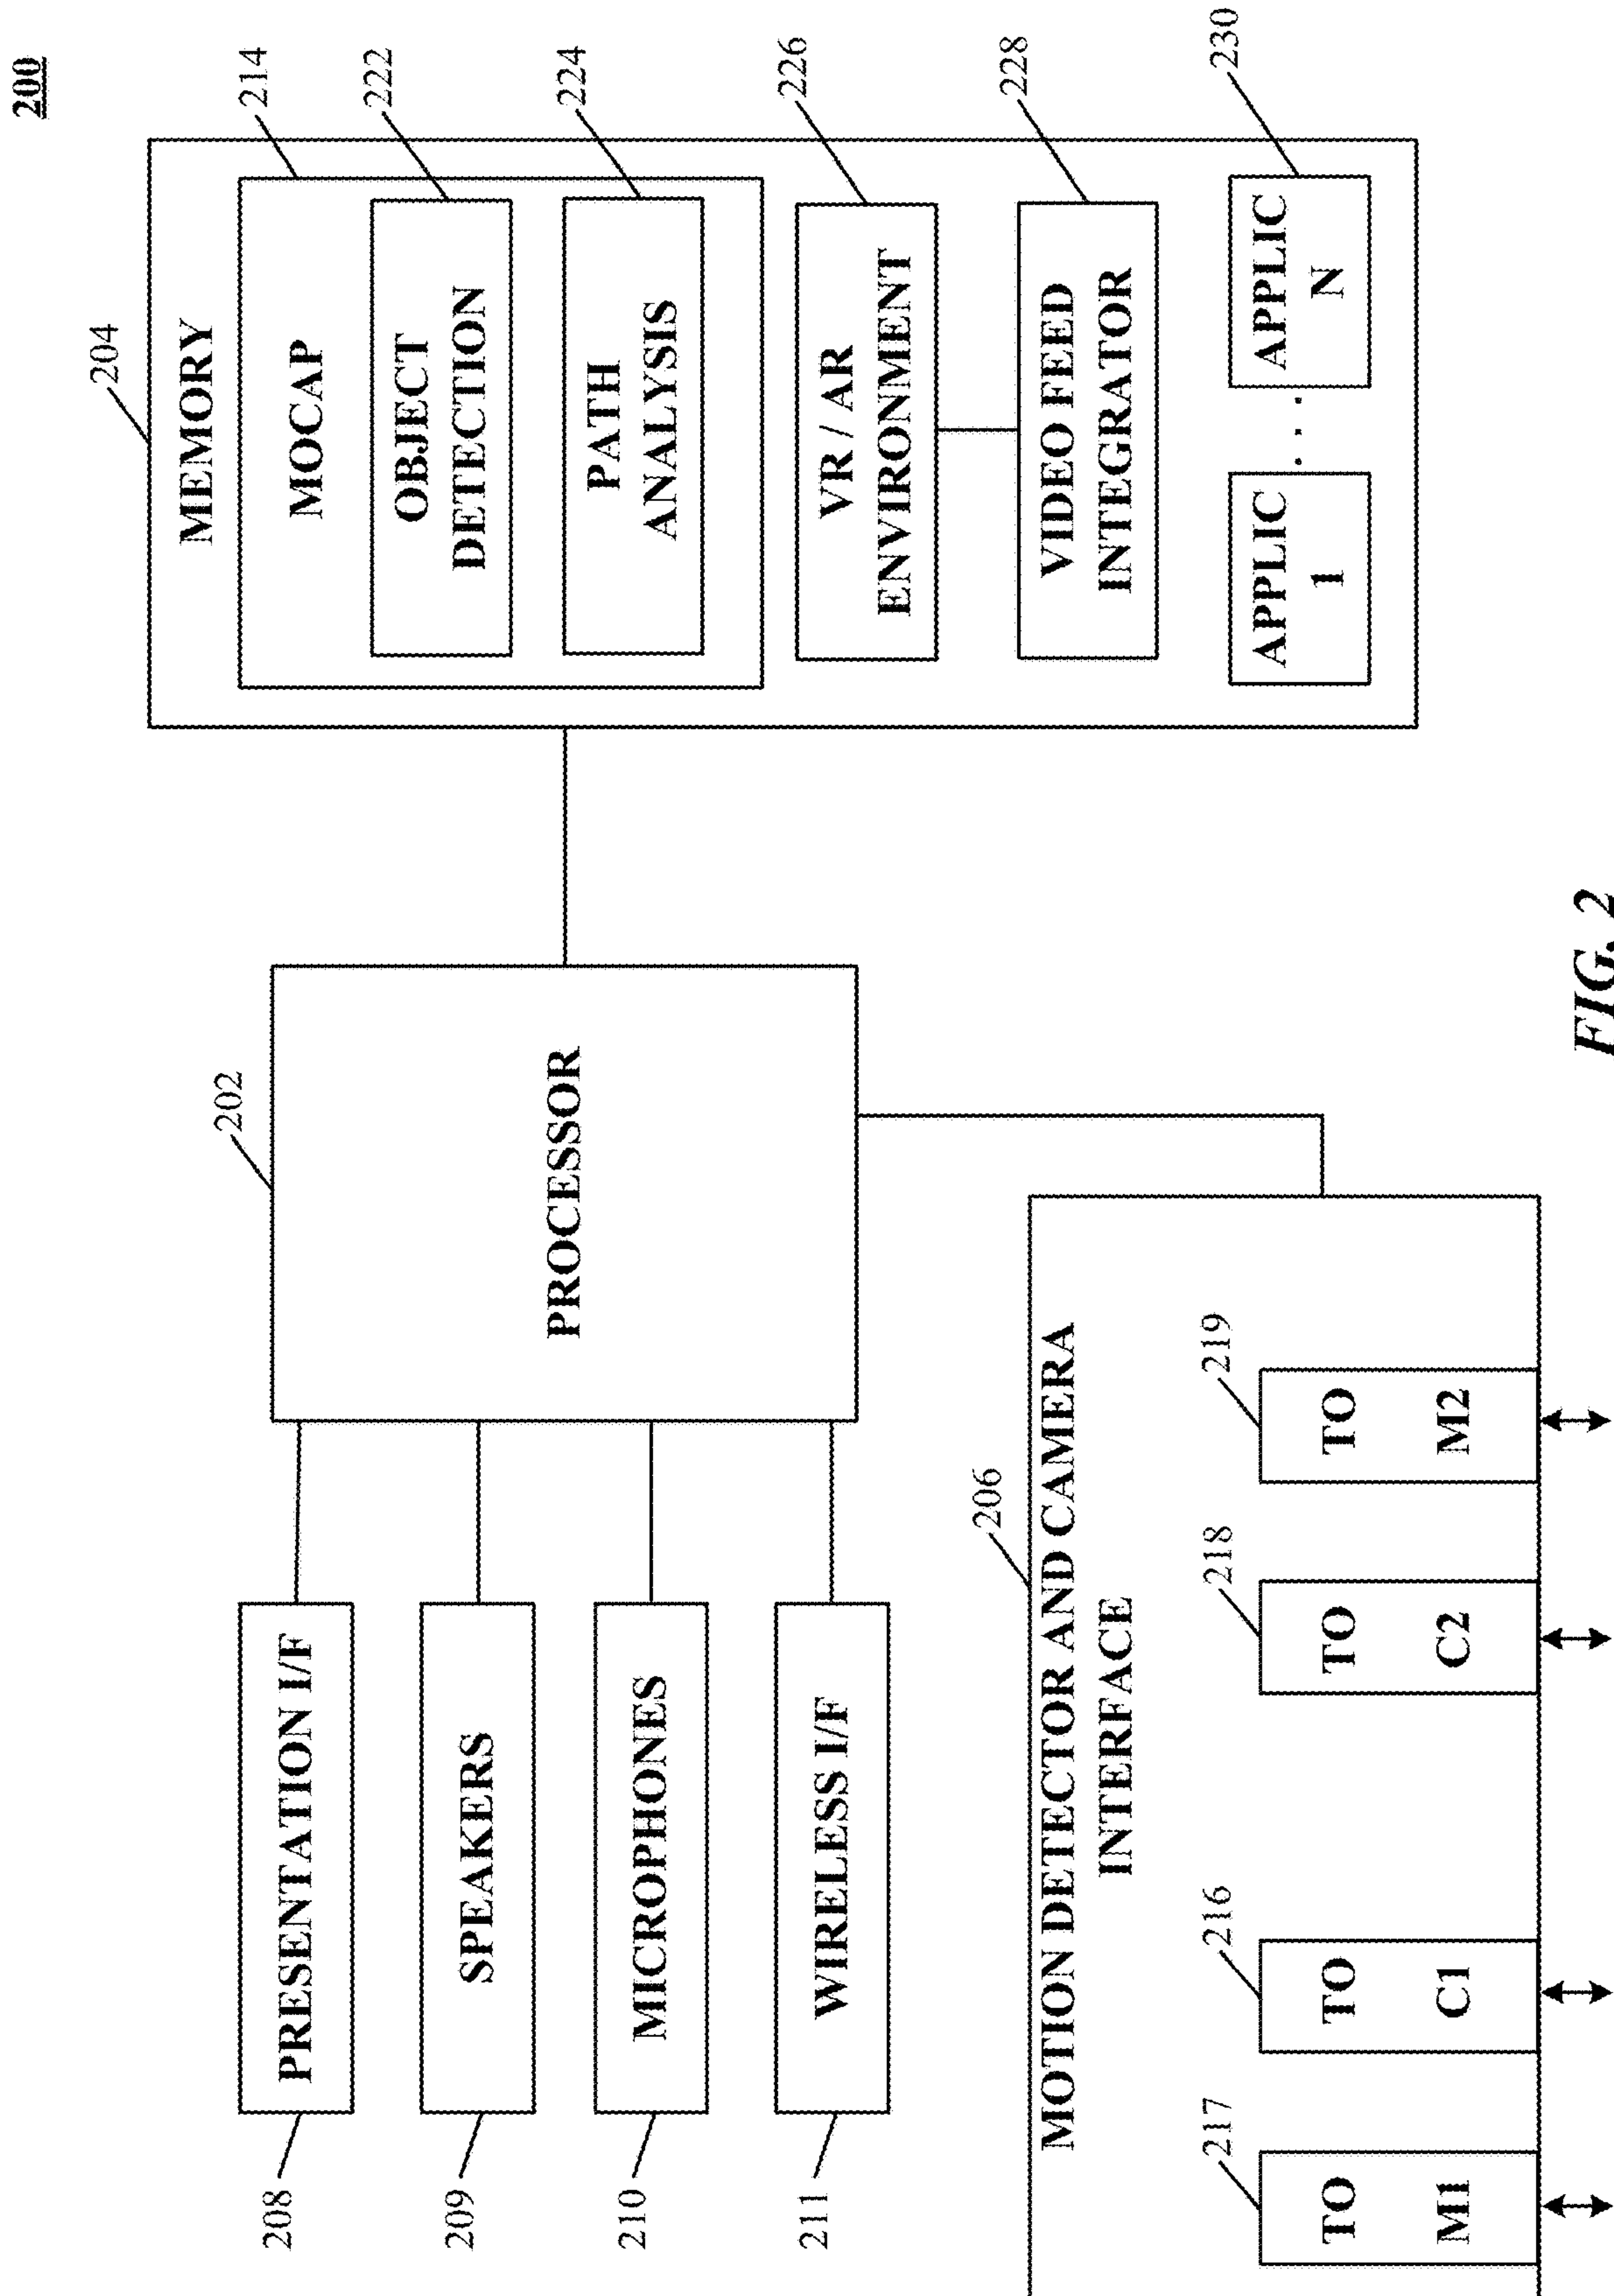 200
208
PRESENTATION I/F
209
SPEAKERS
210
MICROPHONES
211
WIRELESS I/F
202
PROCESSOR
204
MEMORY
214
MOCAP
222
OBJECT
DETECTION
224
PATH
ANALYSIS
226
VR / AR
ENVIRONMENT
228
VIDEO FEED
INTEGRATOR
230
APPLIC
1
. . .
APPLIC
N
206
MOTION DETECTOR AND CAMERA
INTERFACE
217
TO
M1
216
TO
C1
218
TO
C2
219
TO
M2
FIG. 2